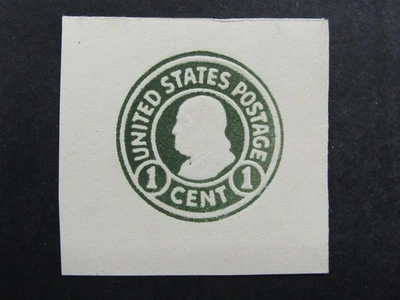 UNITED STATES POSTAGE
1 CENT 1